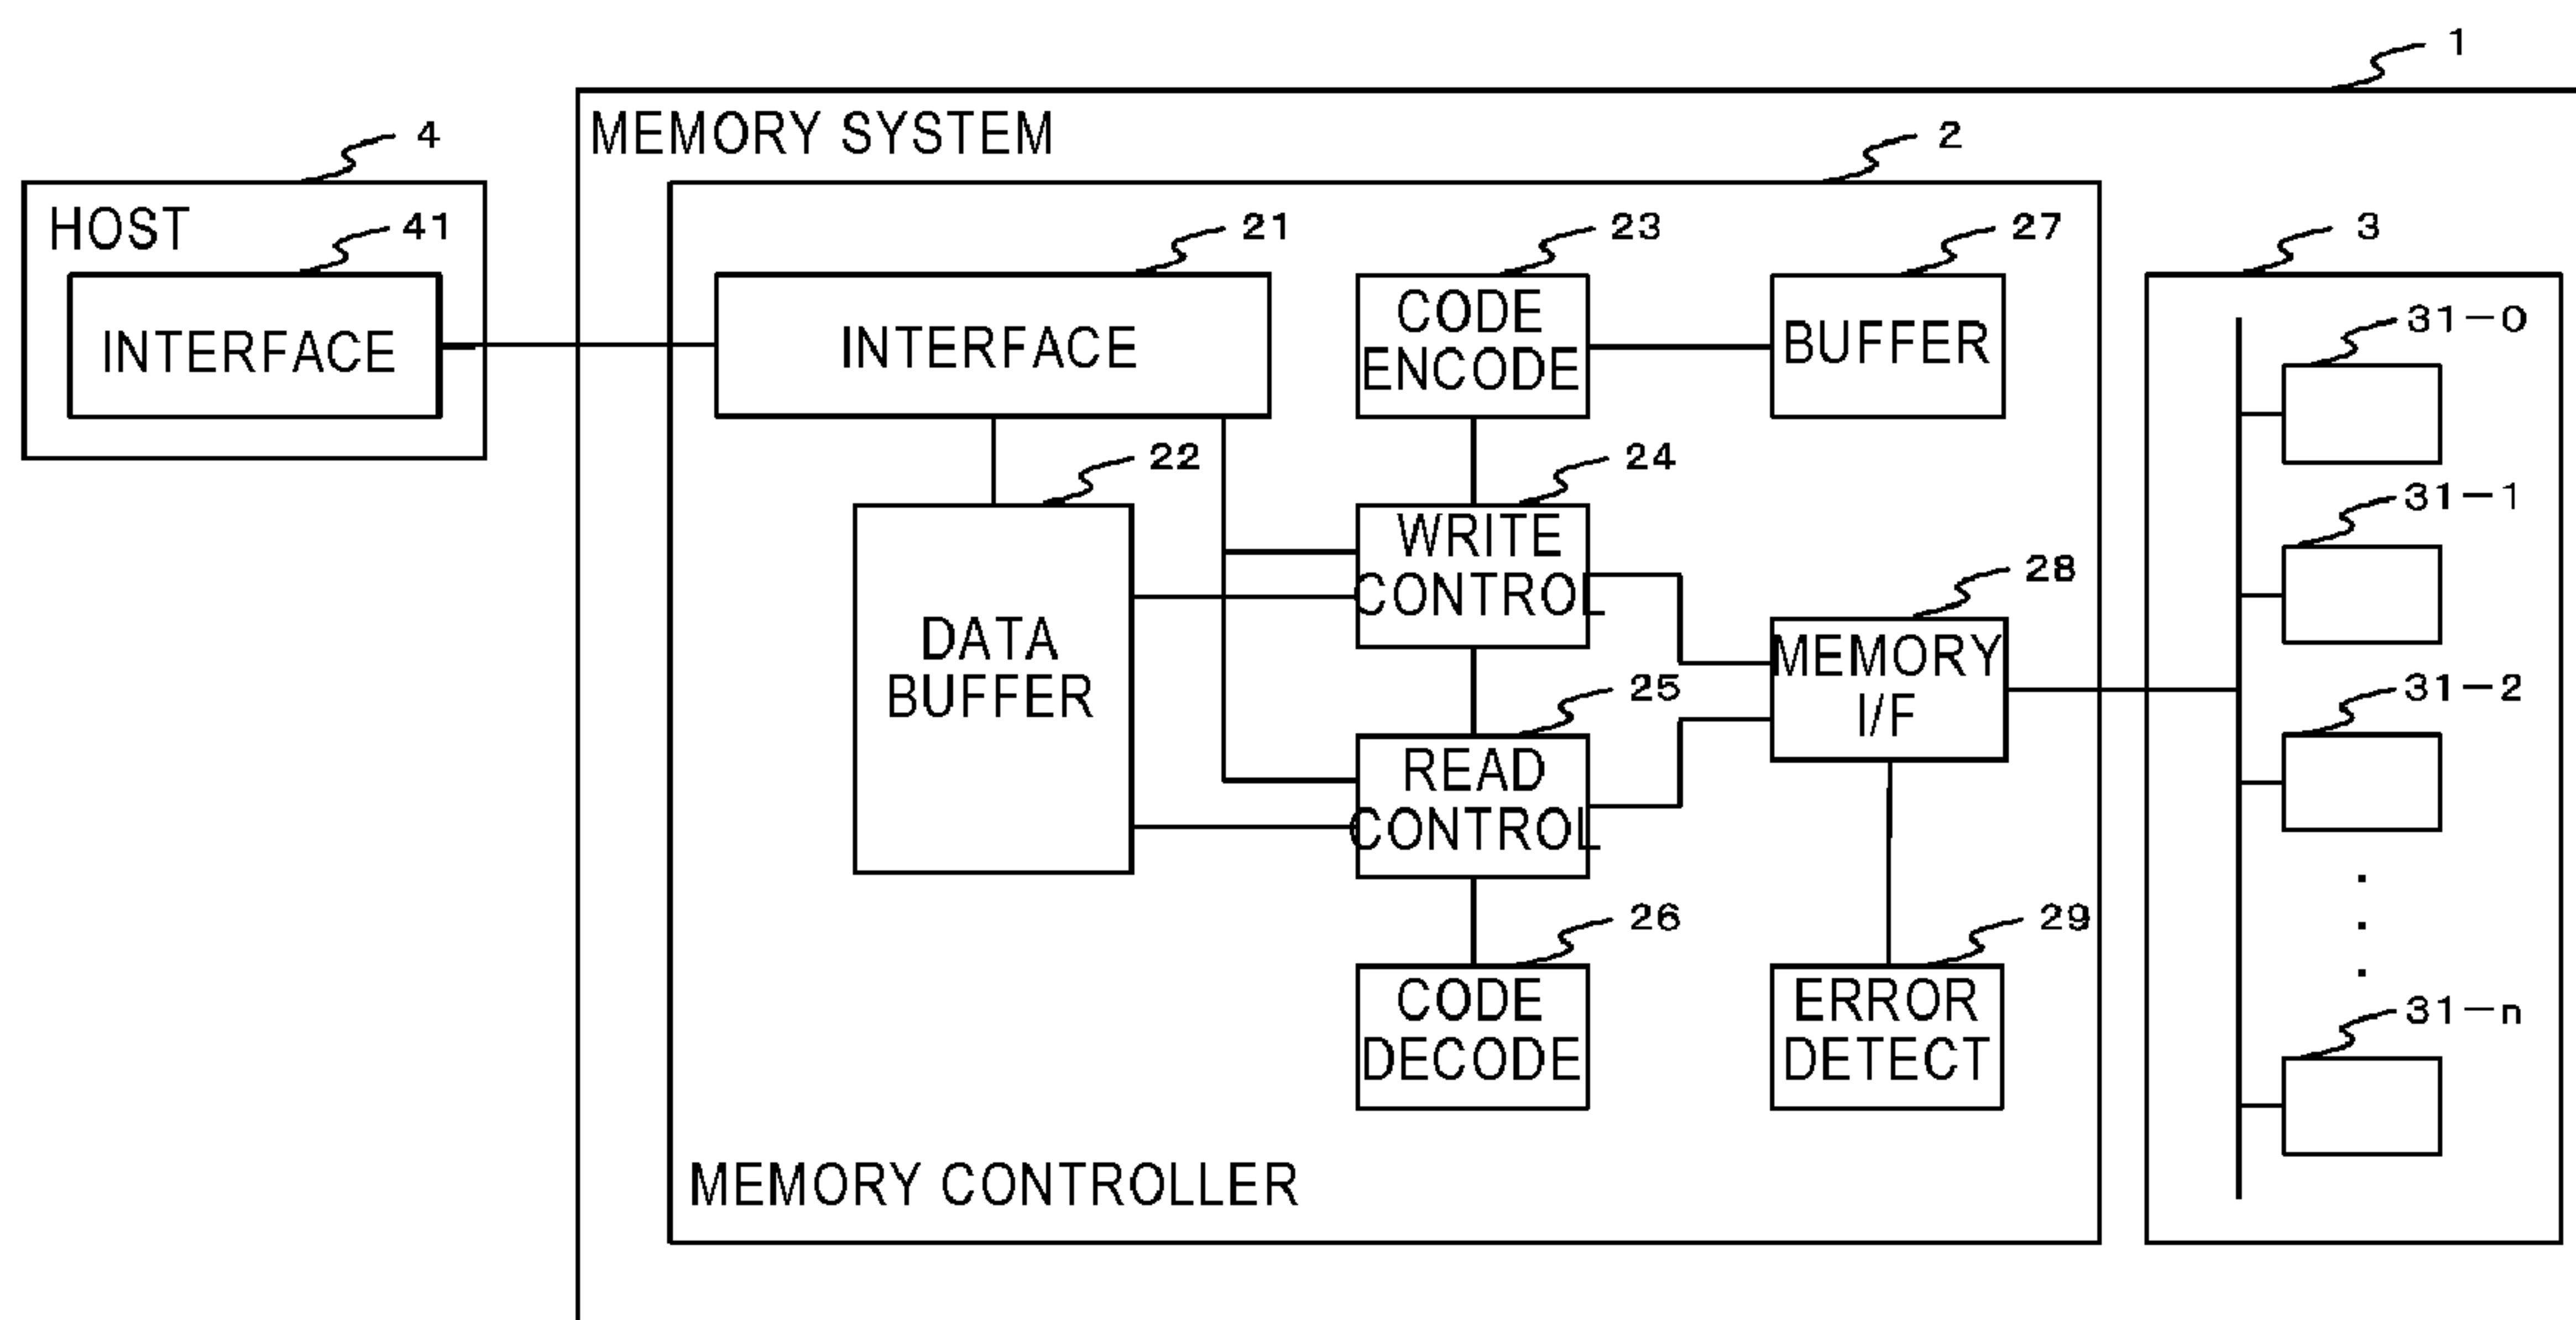 1
MEMORY SYSTEM
4
2
HOST
41
21
23
27
3
INTERFACE
INTERFACE
CODE
ENCODE
BUFFER
31-0
22
24
31-1
WRITE
CONTROL
28
DATA
BUFFER
MEMORY
I/F
25
31-2
READ
CONTROL
26
29
CODE
DECODE
ERROR
DETECT
31-n
MEMORY CONTROLLER